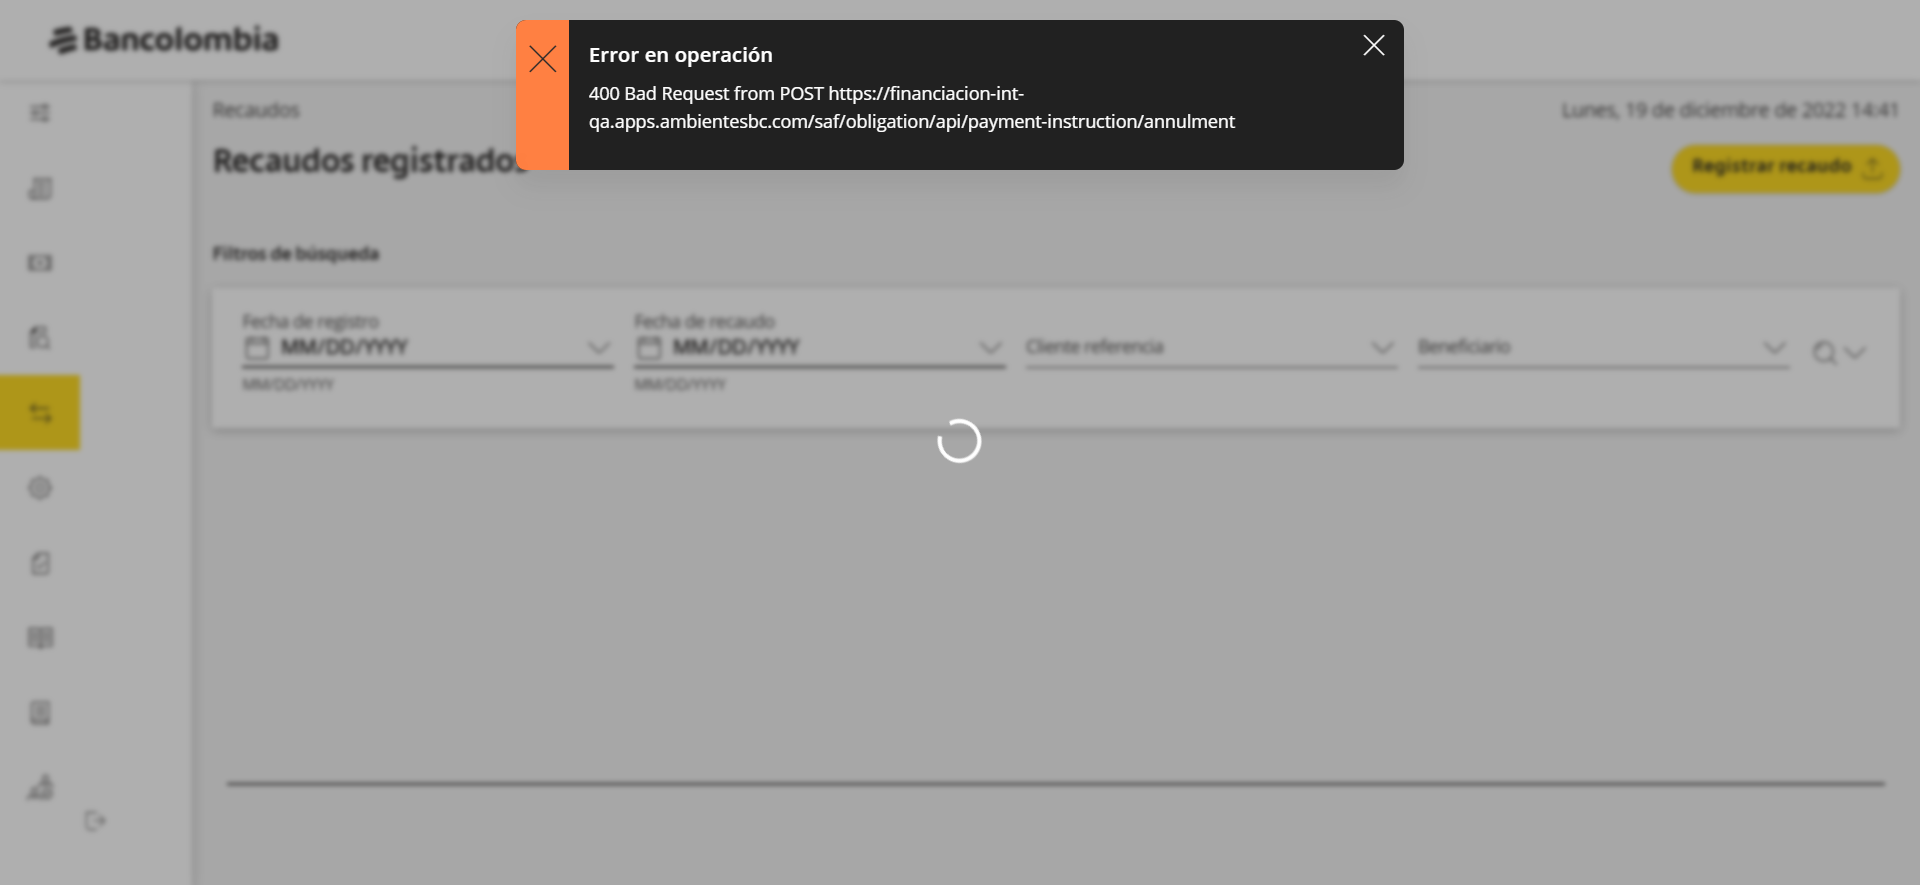 Bancolombia
Error en operación
400 Bad Request from POST https://financiacion-int-
qa.apps.ambientesbc.com/saf/obligation/api/payment-instruction/annulment
Recaudos
Lunes, 19 de diciembre de 2022 14:41
Recaudos registrados
Registrar recaudo
Filtros de búsqueda
Fecha de registro
MM/DD/YYYY
MM/DD/YYYY
Fecha de recaudo
MM/DD/YYYY
MM/DD/YYYY
Cliente referencia
Beneficiario